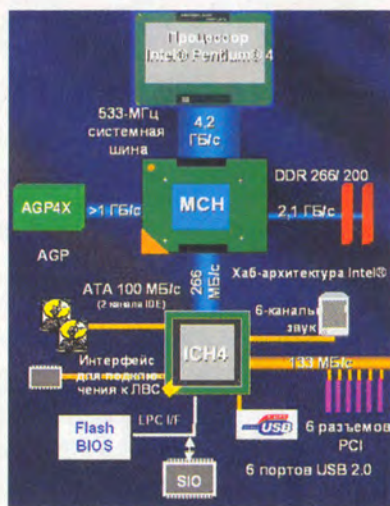 Процессор
Intel® Pentium® 4
533-МГц
системная
шина
4,2
ГБ/с
DDR 266/ 200
AGP4X
>1 ГБ/с
MCH
2,1 ГБ/с
AGP
266
МБ/с
Хаб-архитектура Intel®
ATA 100 МБ/с
(2 канала IDE)
6-каналы
звук
ICH4
133 МБ/с
Интерфейс
для подклю-
чения к ЛВС
LPC I/F
Flash
BIOS
USB
6 разъемов
PCI
SIO
6 портов USB 2.0